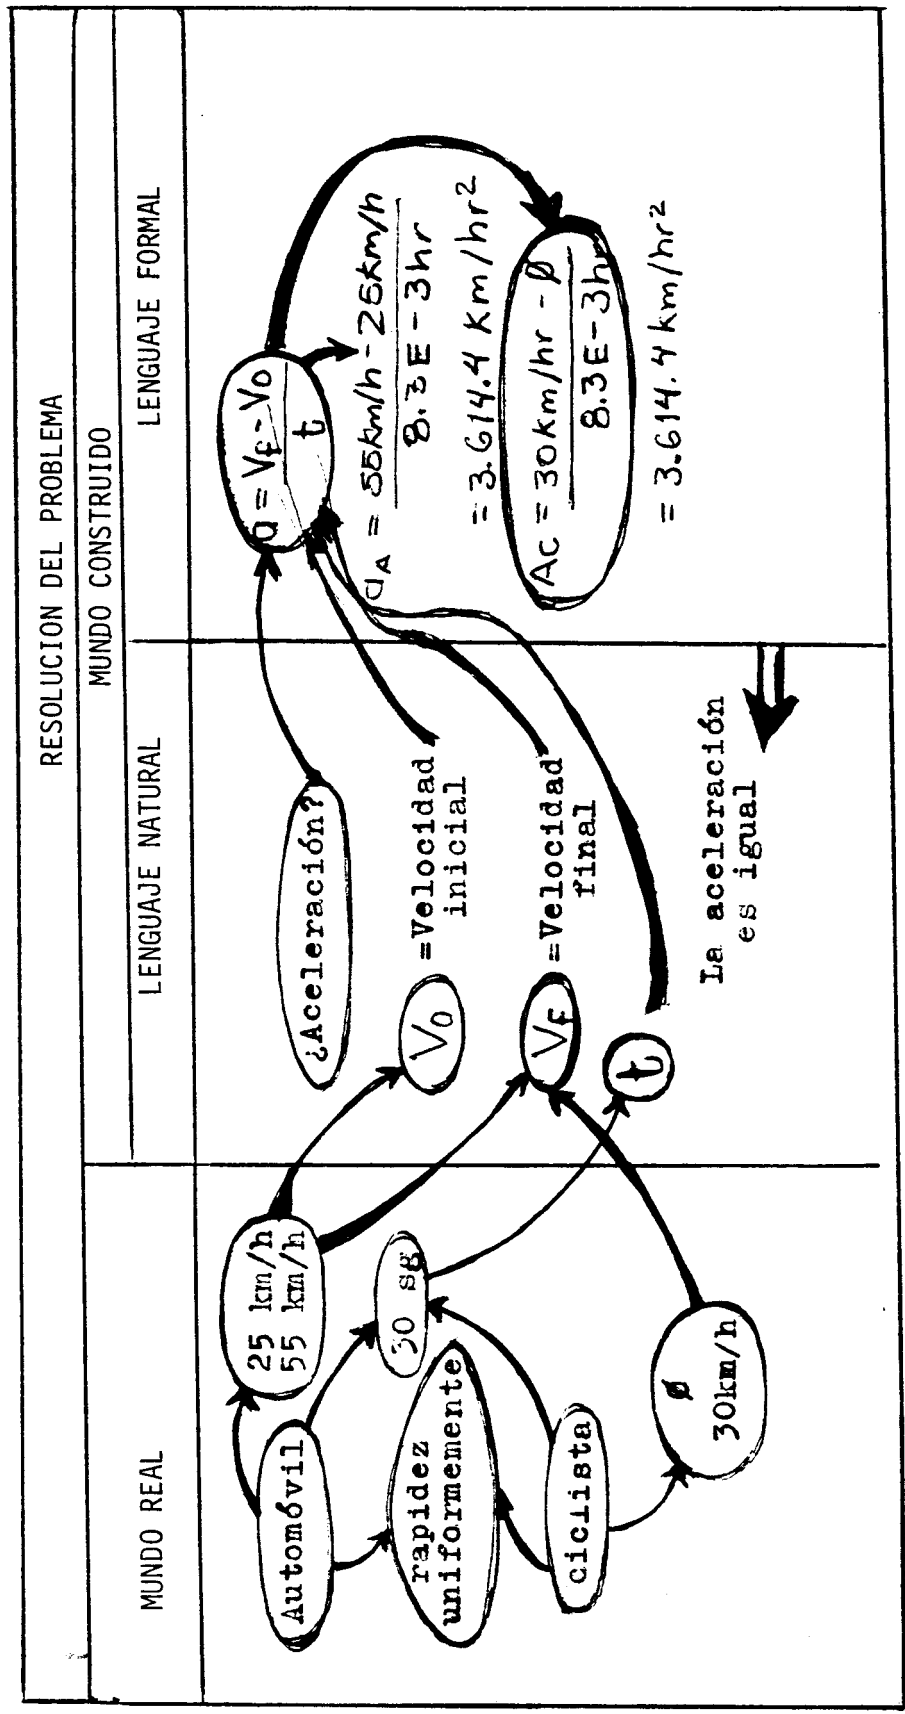 RESOLUCION DEL PROBLEMA
MUNDO REAL
MUNDO CONSTRUIDO
LENGUAJE NATURAL
LENGUAJE FORMAL
Automóvil
25 km/h
55 km/h
30 sg
rapidez
uniformemente
ciclista
Ø
30km/h
¿Aceleración?
Vo
=Velocidad
inicial
VF
=Velocidad
final
t
La aceleración
es igual
a = VF - Vo
t
aA = 55km/h - 25km/h
8.3E-3hr
= 3.614.4 Km/hr²
Ac = 30km/hr - Ø
8.3E-3hr
= 3.614.4 km/hr²